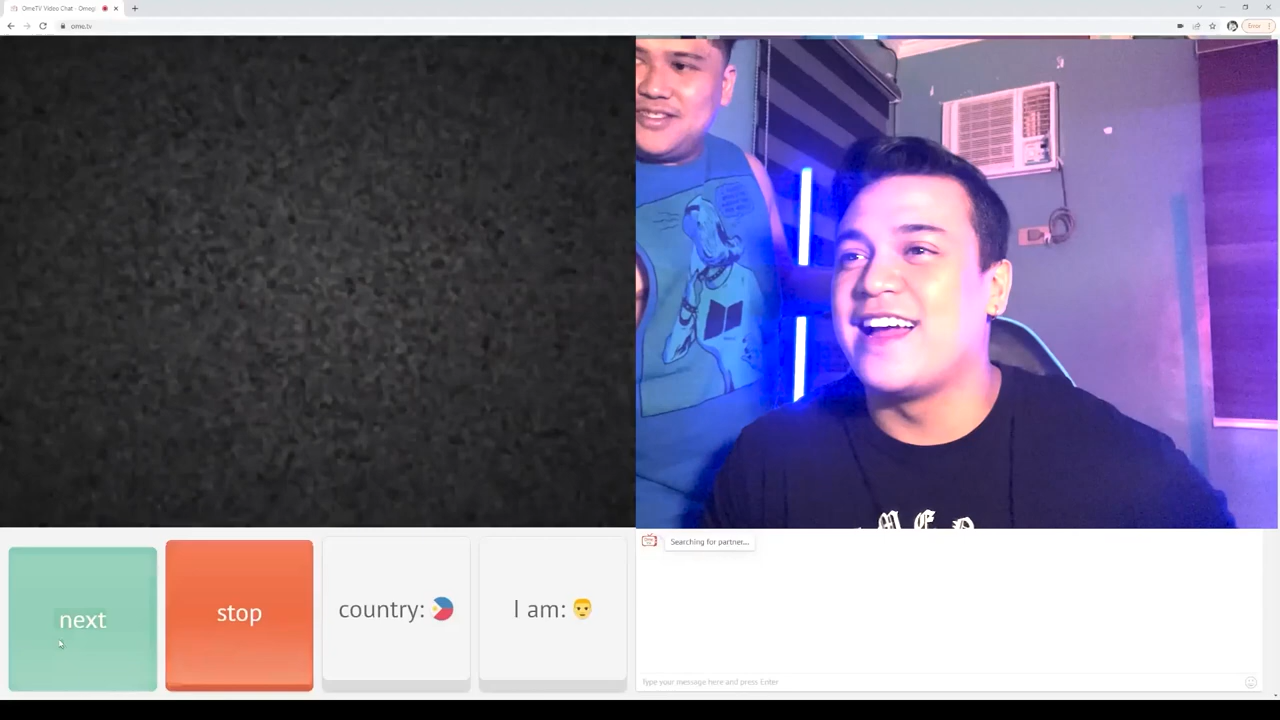 OmeTV Video Chat - Omegl
ome.tv
Error
next
stop
country:
I am:
Searching for partner...
Type your message here and press Enter